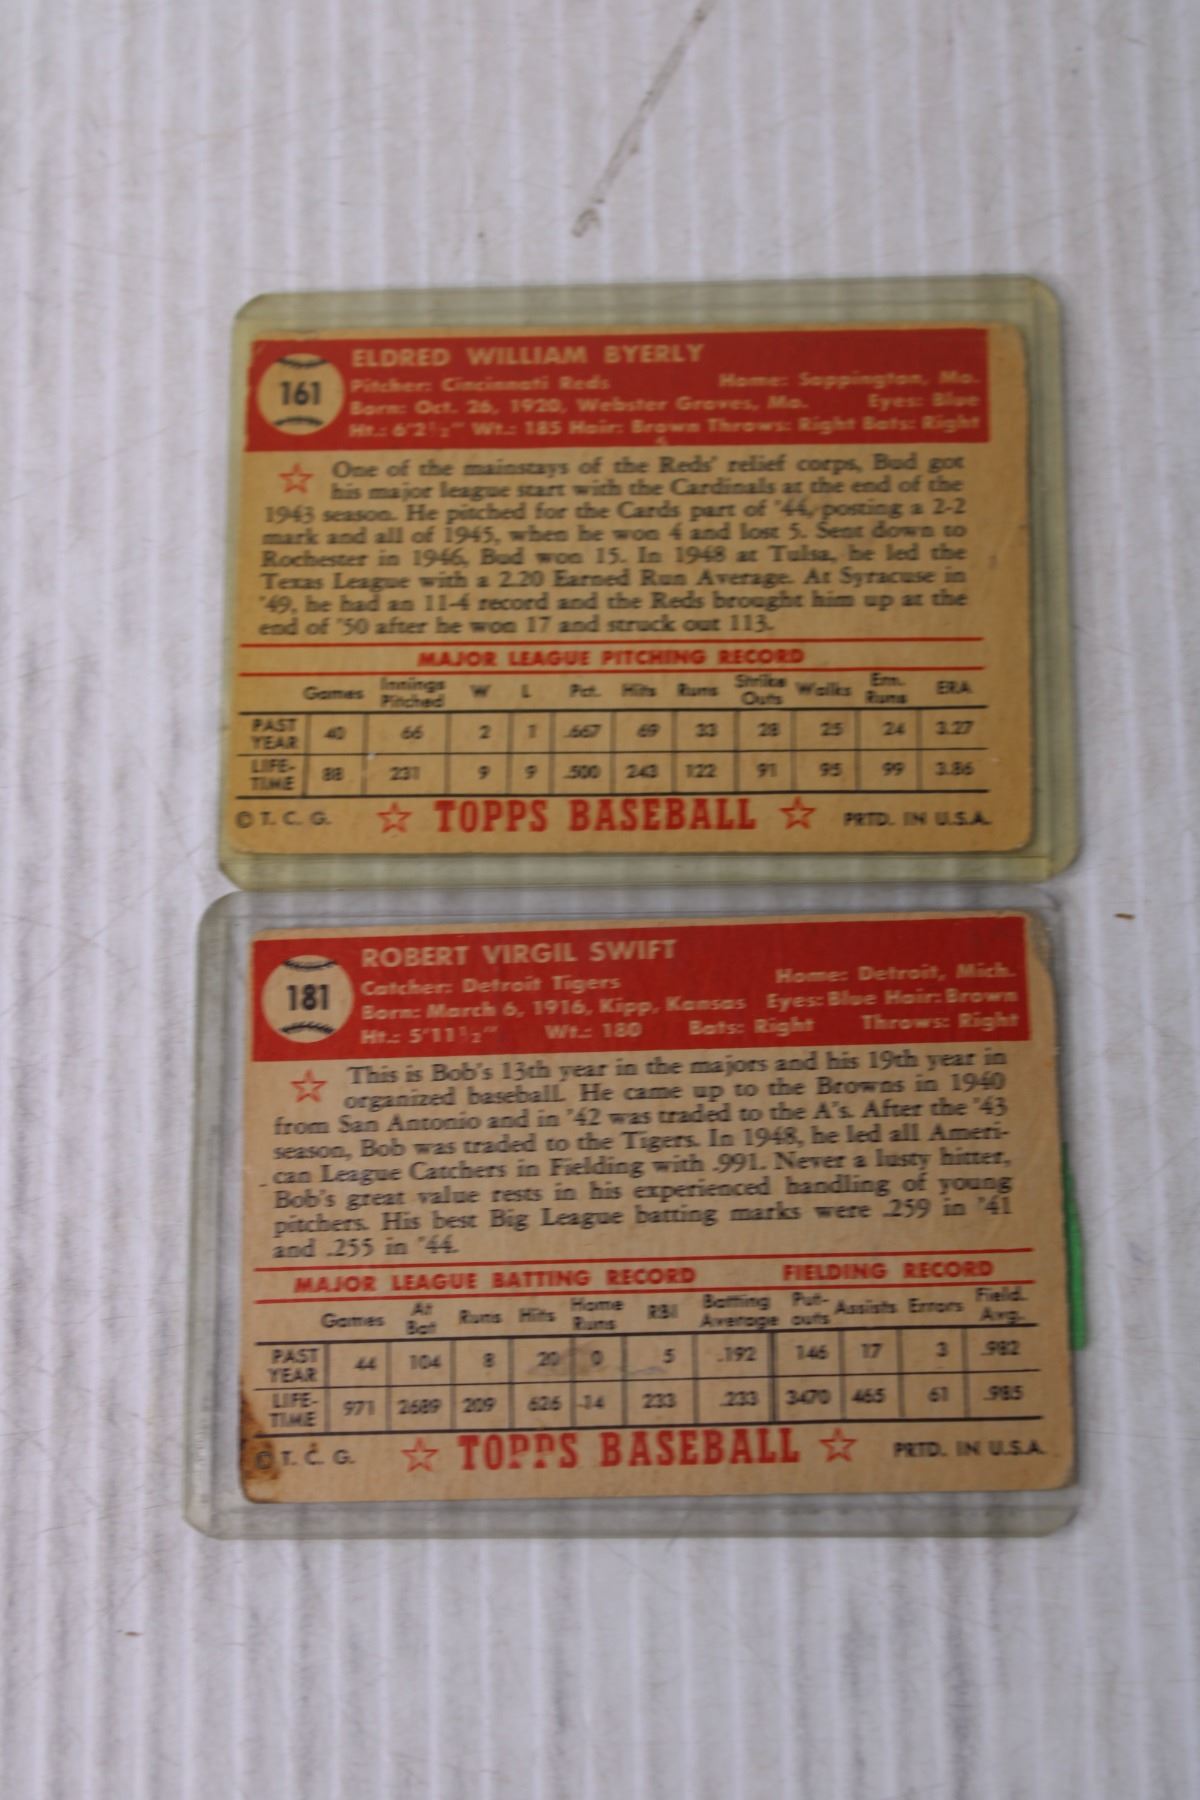 161
ELDRED WILLIAM BYERLY
Pitcher: Cincinnati Reds Home: Sappington, Mo.
Born: Oct. 26, 1920, Webster Groves, Mo. Eyes: Blue
Ht.: 6'2½" Wt.: 185 Hair: Brown Throws: Right Bats: Right
☆ One of the mainstays of the Reds' relief corps, Bud got
his major league start with the Cardinals at the end of the
1943 season. He pitched for the Cards part of '44, posting a 2-2
mark and all of 1945, when he won 4 and lost 5. Sent down to
Rochester in 1946, Bud won 15. In 1948 at Tulsa, he led the
Texas League with a 2.20 Earned Run Average. At Syracuse in
'49, he had an 11-4 record and the Reds brought him up at the
end of '50 after he won 17 and struck out 113.
MAJOR LEAGUE PITCHING RECORD
Games Innings Pitched W L Pct. Hits Runs Strike Outs Walks Ern. Runs ERA
PAST YEAR 40 66 2 1 .667 69 33 28 25 24 3.27
LIFE-TIME 88 231 9 9 .500 243 122 91 95 99 3.86
© T. C. G. ☆ TOPPS BASEBALL ☆ PRTD. IN U.S.A.
181
ROBERT VIRGIL SWIFT
Catcher: Detroit Tigers Home: Detroit, Mich.
Born: March 6, 1916, Kipp, Kansas Eyes: Blue Hair: Brown
Ht.: 5'11½" Wt.: 180 Bats: Right Throws: Right
☆ This is Bob's 13th year in the majors and his 19th year in
organized baseball. He came up to the Browns in 1940
from San Antonio and in '42 was traded to the A's. After the '43
season, Bob was traded to the Tigers. In 1948, he led all Ameri-
can League Catchers in Fielding with .991. Never a lusty hitter,
Bob's great value rests in his experienced handling of young
pitchers. His best Big League batting marks were .259 in '41
and .255 in '44.
MAJOR LEAGUE BATTING RECORD FIELDING RECORD
Games At Bat Runs Hits Home Runs RBI Batting Average Put-outs Assists Errors Field. Avg.
PAST YEAR 44 104 8 20 0 5 .192 146 17 3 .982
LIFE-TIME 971 2689 209 626 14 233 .233 3470 465 61 .985
© T. C. G. ☆ TOPPS BASEBALL ☆ PRTD. IN U.S.A.